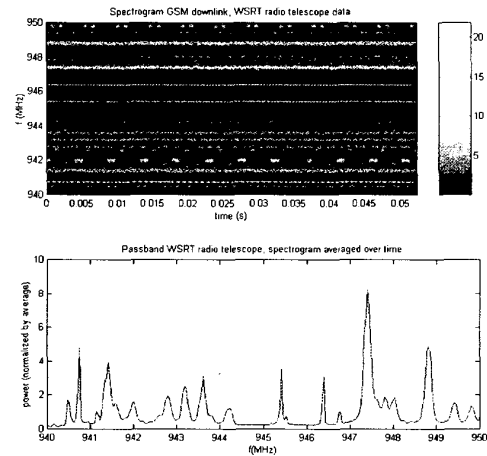 Spectrogram GSM downlink, WSRT radio telescope data
950
948
946
944
942
940
f (MHz)
0 0.005 0.01 0.015 0.02 0.025 0.03 0.035 0.04 0.045 0.05
time (s)
20
15
10
5
Passband WSRT radio telescope, spectrogram averaged over time
10
8
6
4
2
0
power (normalized by average)
940 941 942 943 944 945 946 947 948 949 950
f(MHz)